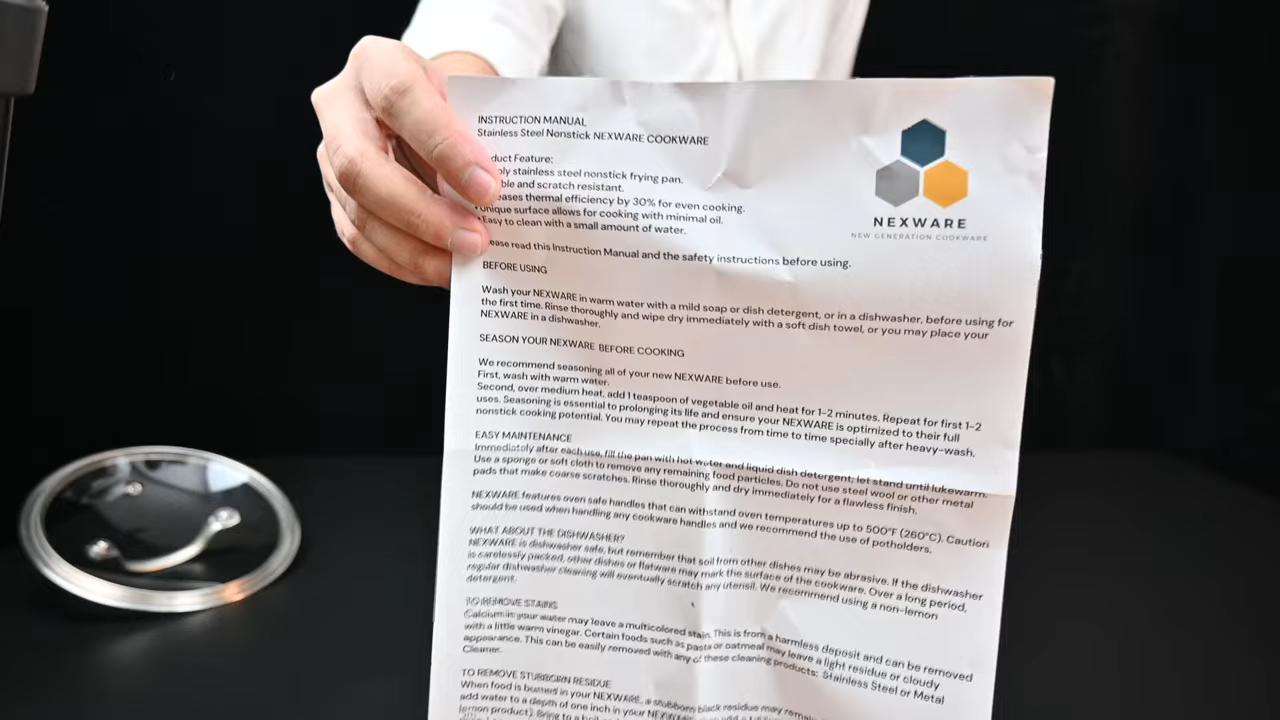 INSTRUCTION MANUAL
Stainless Steel Nonstick NEXWARE COOKWARE
NEXWARE
NEW GENERATION COOKWARE
duct Feature:
ply stainless steel nonstick frying pan.
ble and scratch resistant.
eases thermal efficiency by 30% for even cooking.
Unique surface allows for cooking with minimal oil.
• Easy to clean with a small amount of water.
ease read this Instruction Manual and the safety instructions before using.
BEFORE USING
Wash your NEXWARE in warm water with a mild soap or dish detergent, or in a dishwasher, before using for
the first time. Rinse thoroughly and wipe dry immediately with a soft dish towel, or you may place your
NEXWARE in a dishwasher.
SEASON YOUR NEXWARE BEFORE COOKING
We recommend seasoning all of your new NEXWARE before use.
First, wash with warm water.
Second, over medium heat, add 1 teaspoon of vegetable oil and heat for 1-2 minutes. Repeat for first 1-2
uses. Seasoning is essential to prolonging its life and ensure your NEXWARE is optimized to their full
nonstick cooking potential. You may repeat the process from time to time specially after heavy-wash.
EASY MAINTENANCE
Immediately after each use, fill the pan with hot water and liquid dish detergent; let stand until lukewarm.
Use a sponge or soft cloth to remove any remaining food particles. Do not use steel wool or other metal
pads that make coarse scratches. Rinse thoroughly and dry immediately for a flawless finish.
NEXWARE features oven safe handles that can withstand oven temperatures up to 500°F (260°C). Caution
should be used when handling any cookware handles and we recommend the use of potholders.
WHAT ABOUT THE DISHWASHER?
NEXWARE is dishwasher safe, but remember that soil from other dishes may be abrasive. If the dishwasher
is carelessly packed, other dishes or flatware may mark the surface of the cookware. Over a long period,
regular dishwasher cleaning will eventually scratch any utensil. We recommend using a non-lemon
detergent.
TO REMOVE STAINS
Calcium in your water may leave a multicolored stain. This is from a harmless deposit and can be removed
with a little warm vinegar. Certain foods such as pasta or oatmeal may leave a light residue or cloudy
appearance. This can be easily removed with any of these cleaning products: Stainless Steel or Metal
Cleaner.
TO REMOVE STUBBORN RESIDUE
When food is burned in your NEXWARE, a stubborn black residue may remain
add water to a depth of one inch in your NEXWARE
lemon product). Bring to a boil